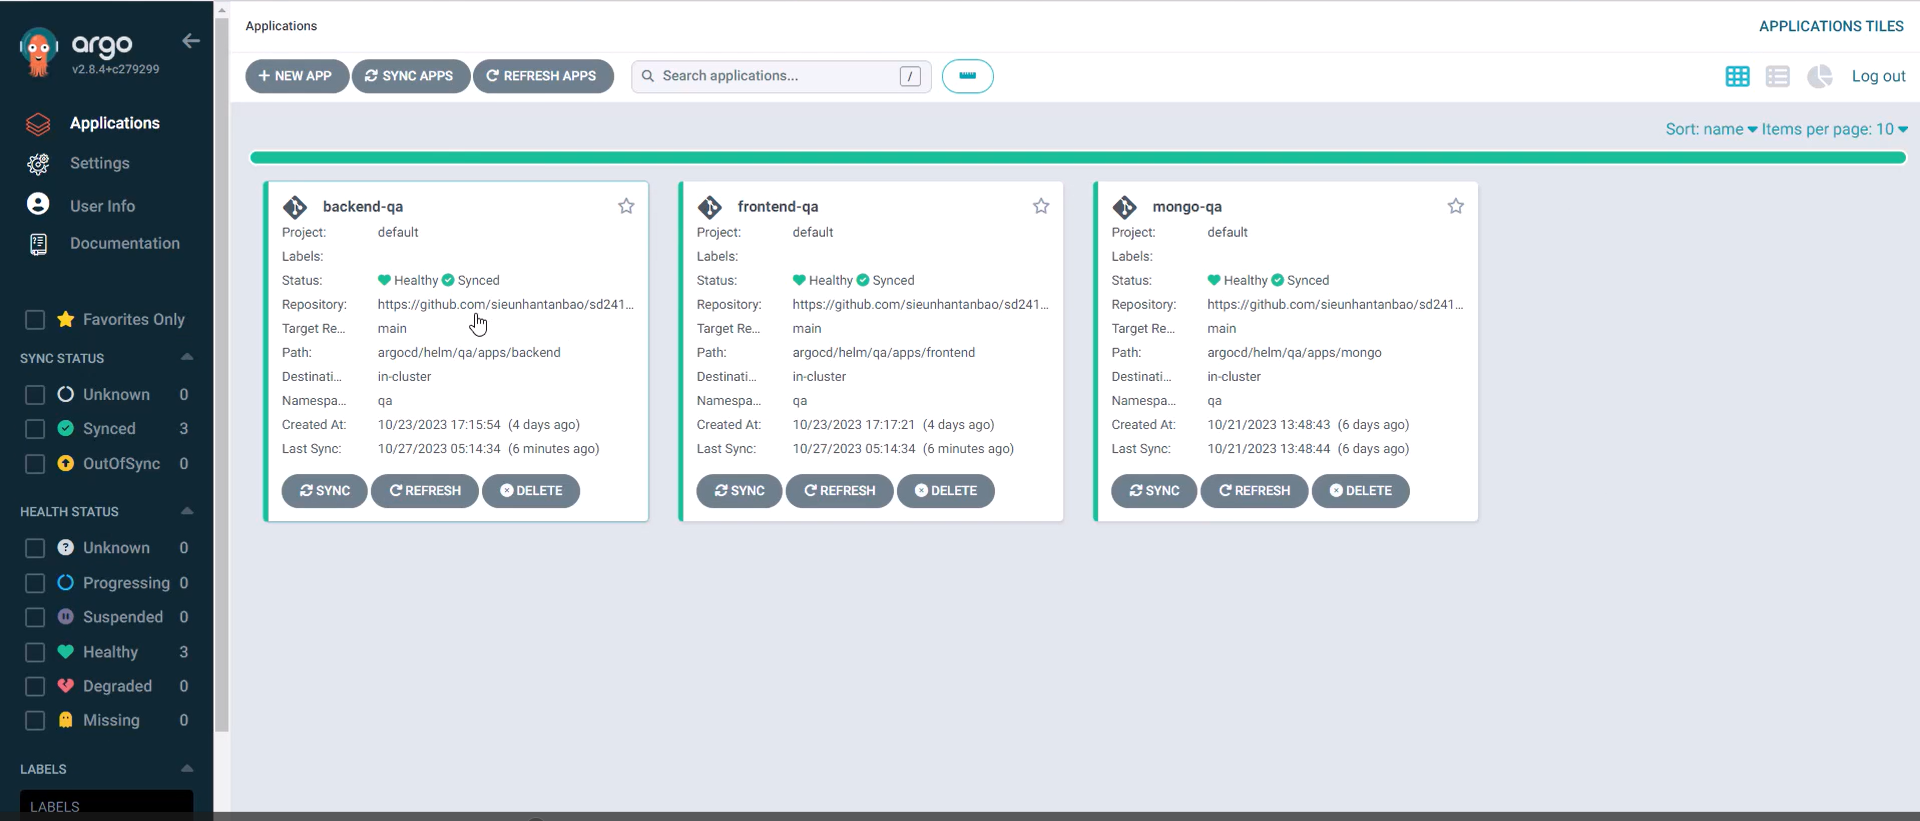 argo
v2.8.4+c279299
Applications
Settings
User Info
Documentation
Favorites Only
SYNC STATUS
Unknown 0
Synced 3
OutOfSync 0
HEALTH STATUS
Unknown 0
Progressing 0
Suspended 0
Healthy 3
Degraded 0
Missing 0
LABELS
LABELS
Applications
APPLICATIONS TILES
+ NEW APP SYNC APPS REFRESH APPS Search applications... / Log out
Sort: name Items per page: 10
backend-qa
Project: default
Labels:
Status: Healthy Synced
Repository: https://github.com/sieunhantanbao/sd241...
Target Re... main
Path: argocd/helm/qa/apps/backend
Destinati... in-cluster
Namespa... qa
Created At: 10/23/2023 17:15:54 (4 days ago)
Last Sync: 10/27/2023 05:14:34 (6 minutes ago)
SYNC REFRESH DELETE
frontend-qa
Project: default
Labels:
Status: Healthy Synced
Repository: https://github.com/sieunhantanbao/sd241...
Target Re... main
Path: argocd/helm/qa/apps/frontend
Destinati... in-cluster
Namespa... qa
Created At: 10/23/2023 17:17:21 (4 days ago)
Last Sync: 10/27/2023 05:14:34 (6 minutes ago)
SYNC REFRESH DELETE
mongo-qa
Project: default
Labels:
Status: Healthy Synced
Repository: https://github.com/sieunhantanbao/sd241...
Target Re... main
Path: argocd/helm/qa/apps/mongo
Destinati... in-cluster
Namespa... qa
Created At: 10/21/2023 13:48:43 (6 days ago)
Last Sync: 10/21/2023 13:48:44 (6 days ago)
SYNC REFRESH DELETE